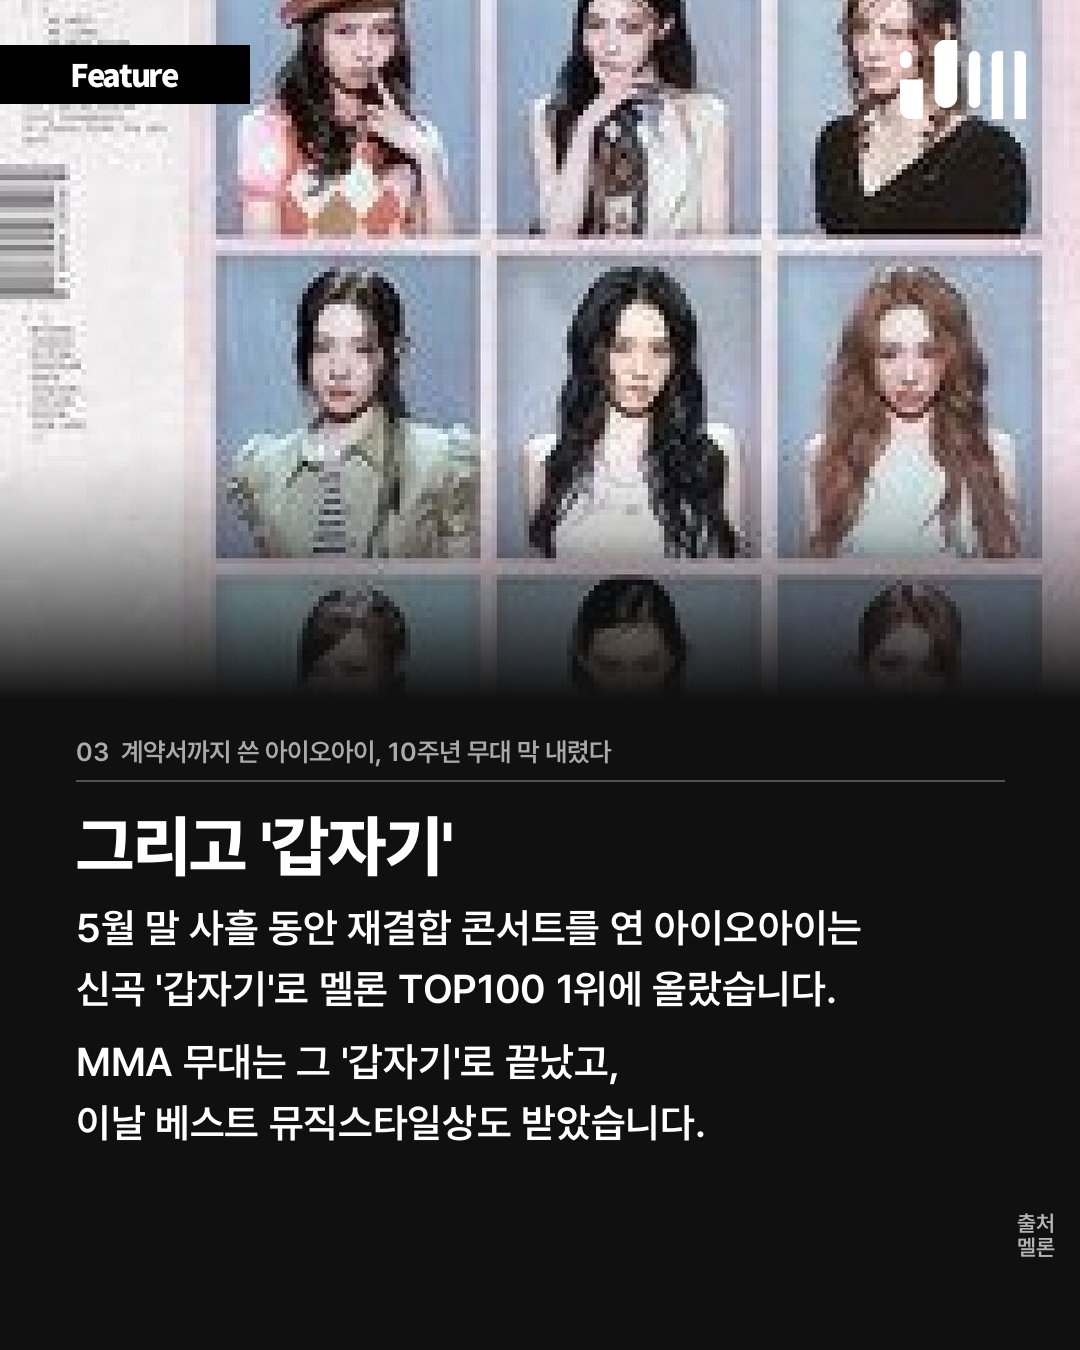 Feature
03 계약서까지 쓴 아이오아이, 10주년 무대 막 내렸다
그리고 '갑자기'
5월 말 사흘 동안 재결합 콘서트를 연 아이오아이는
신곡 '갑자기'로 멜론 TOP100 1위에 올랐습니다.
MMA 무대는 그 '갑자기'로 끝났고,
이날 베스트 뮤직스타일상도 받았습니다.
출처
멜론